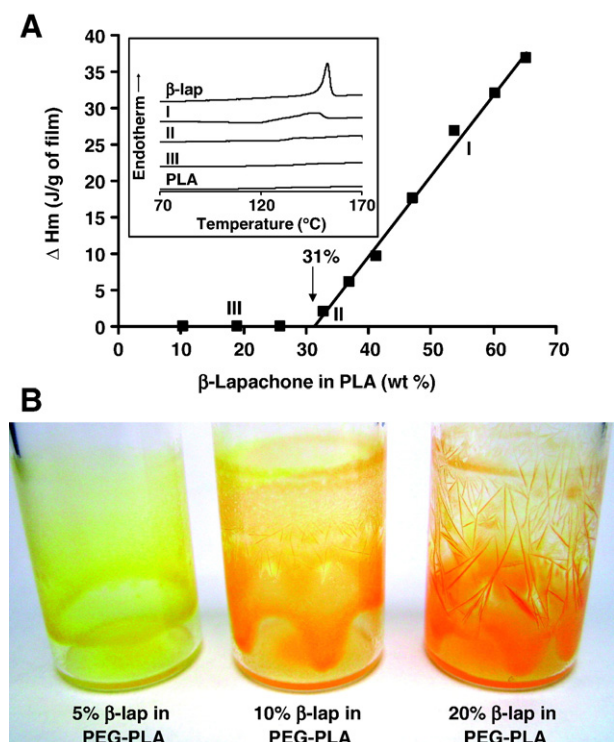 A
40
35
30
25
20
15
10
5
0
Δ Hm (J/g of film)
Endotherm →
β-lap
I
II
III
PLA
70 120 170
Temperature (°C)
31%
I
II
III
0 10 20 30 40 50 60 70
β-Lapachone in PLA (wt %)
B
5% β-lap in
PEG-PLA
10% β-lap in
PEG-PLA
20% β-lap in
PEG-PLA